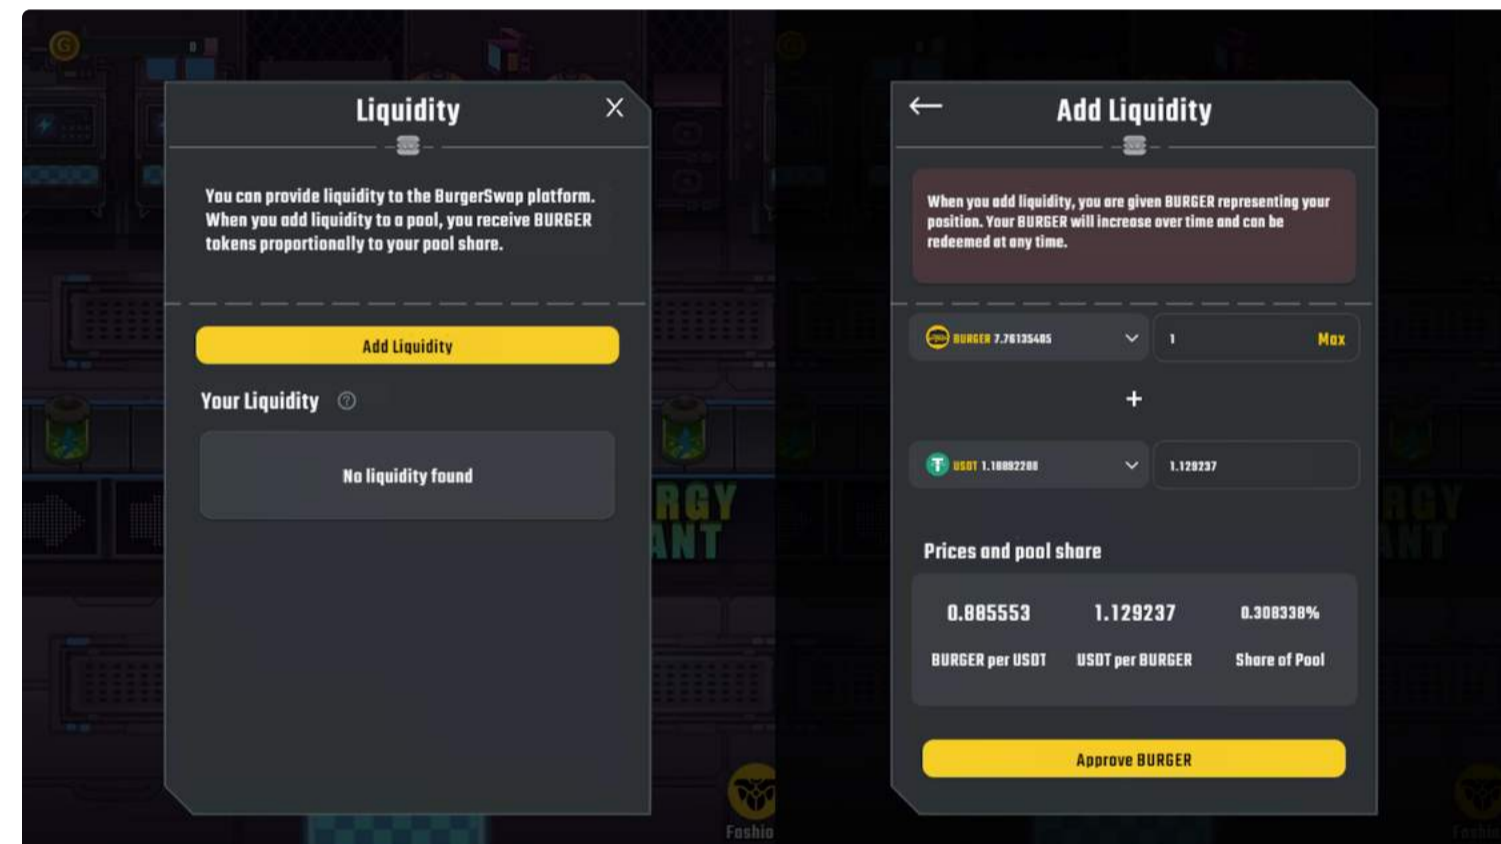 0
Liquidity
X
You can provide liquidity to the BurgerSwap platform.
When you add liquidity to a pool, you receive BURGER
tokens proportionally to your pool share.
Add Liquidity
Your Liquidity ?
No liquidity found
RGY
ANT
Fashio
Add Liquidity
When you add liquidity, you are given BURGER representing your
position. Your BURGER will increase over time and can be
redeemed at any time.
BURGER 7.76135405
1 Max
+
1.129237
Prices and pool share
0.885553 1.129237 0.308338%
BURGER per USDT USDT per BURGER Share of Pool
Approve BURGER